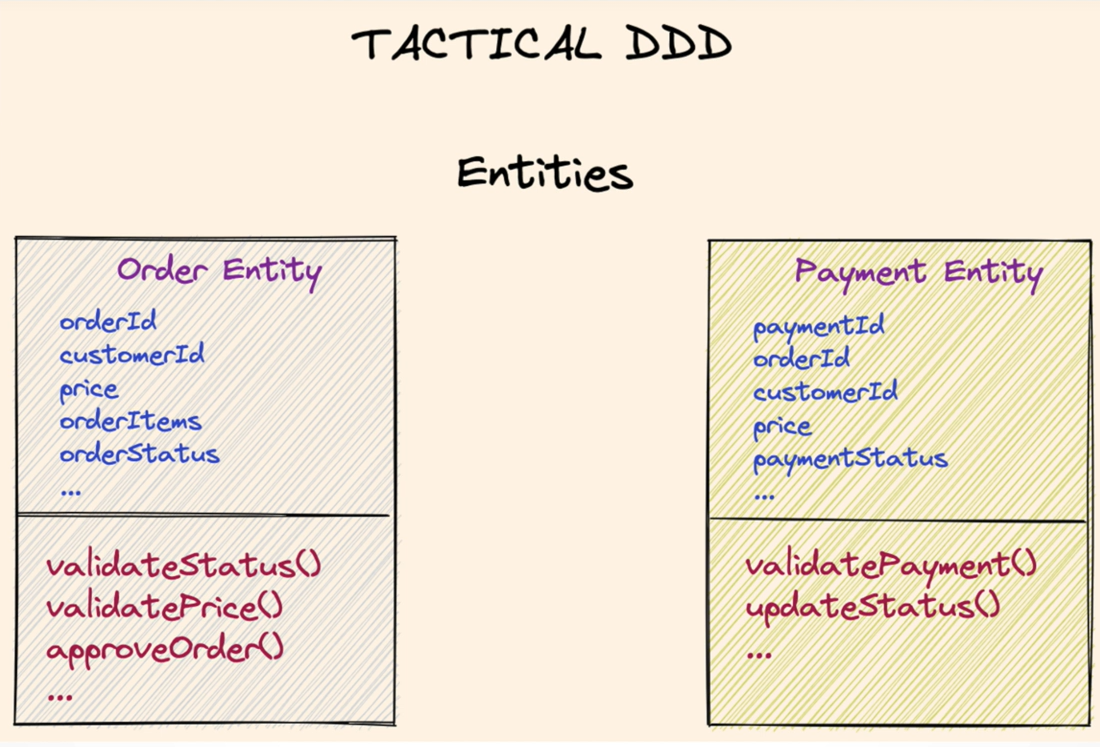 TACTICAL DDD
Entities
Order Entity
orderId
customerId
price
orderItems
orderStatus
...
validateStatus()
validatePrice()
approveOrder()
...
Payment Entity
paymentId
orderId
customerId
price
paymentStatus
...
validatePayment()
updateStatus()
...